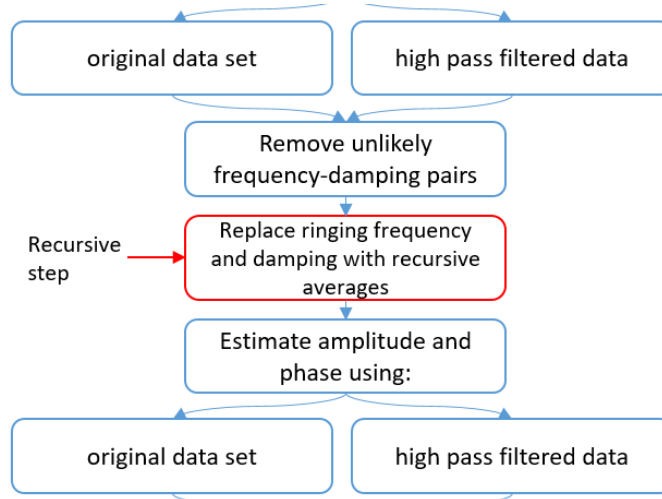 original data set
high pass filtered data
Remove unlikely
frequency-damping pairs
Recursive
step
Replace ringing frequency
and damping with recursive
averages
Estimate amplitude and
phase using:
original data set
high pass filtered data